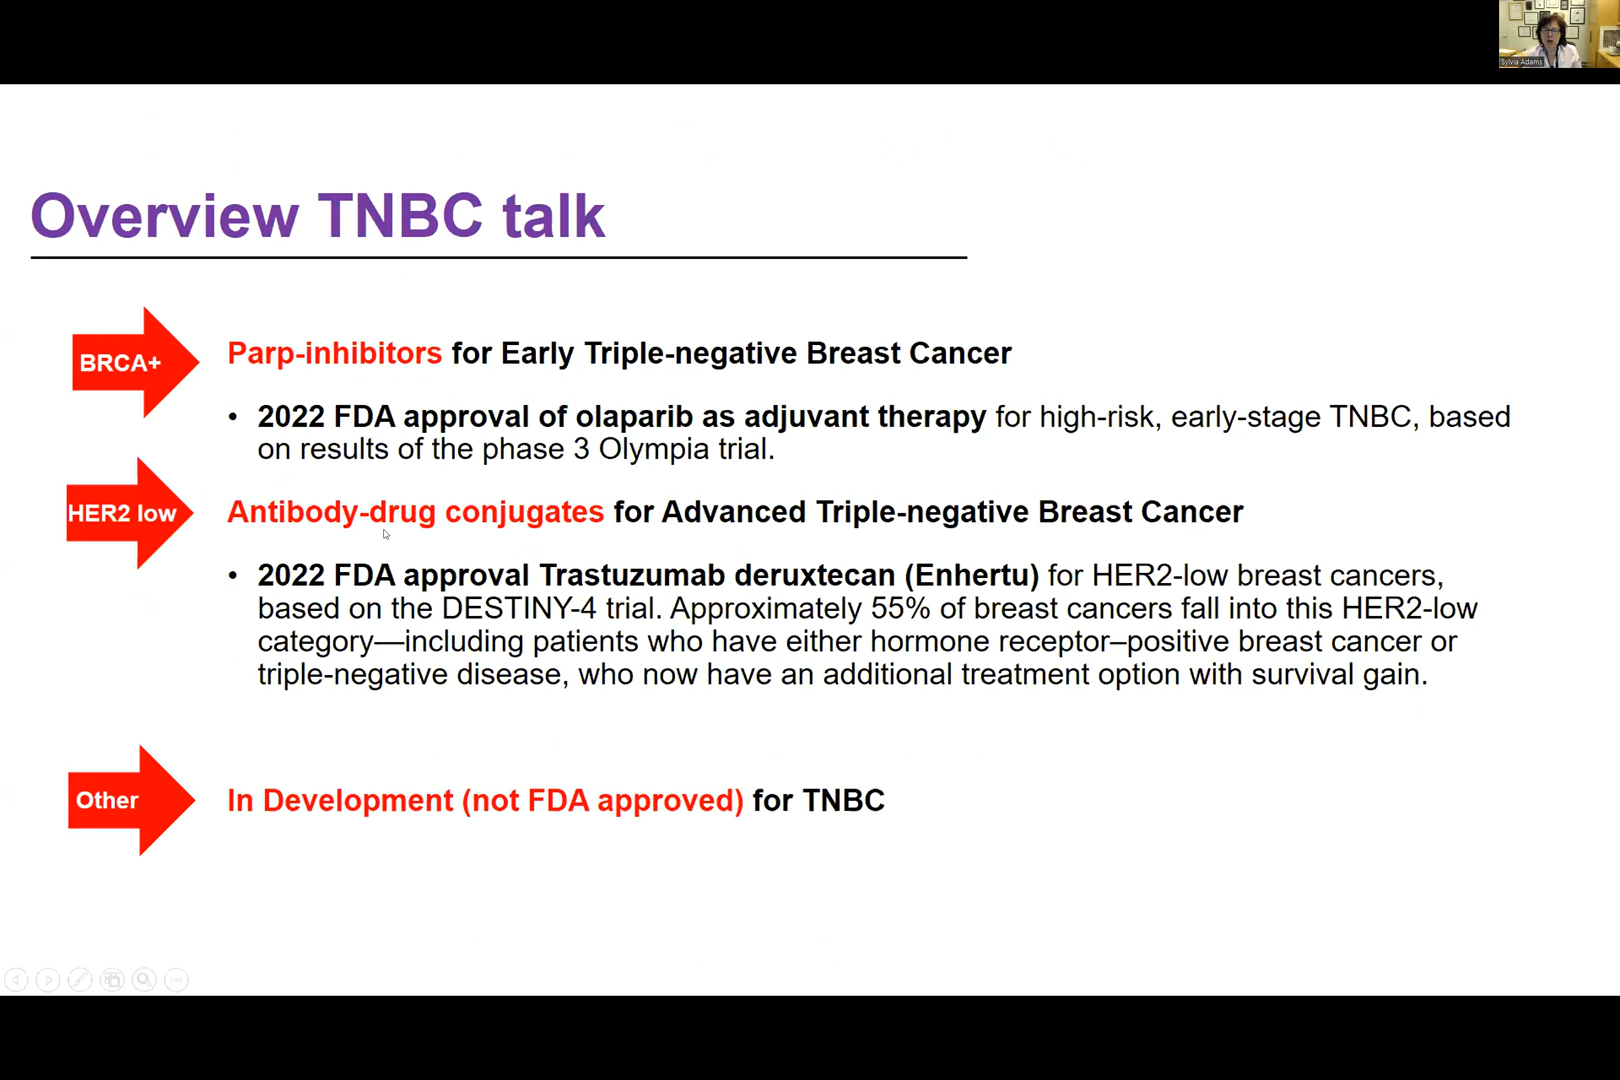 Sylvia Adams
Overview TNBC talk
BRCA+
Parp-inhibitors for Early Triple-negative Breast Cancer
• 2022 FDA approval of olaparib as adjuvant therapy for high-risk, early-stage TNBC, based
on results of the phase 3 Olympia trial.
HER2 low
Antibody-drug conjugates for Advanced Triple-negative Breast Cancer
• 2022 FDA approval Trastuzumab deruxtecan (Enhertu) for HER2-low breast cancers,
based on the DESTINY-4 trial. Approximately 55% of breast cancers fall into this HER2-low
category—including patients who have either hormone receptor–positive breast cancer or
triple-negative disease, who now have an additional treatment option with survival gain.
Other
In Development (not FDA approved) for TNBC